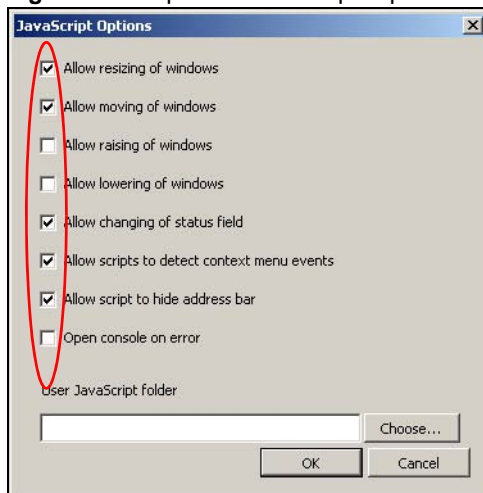 JavaScript Options
Allow resizing of windows
Allow moving of windows
Allow raising of windows
Allow lowering of windows
Allow changing of status field
Allow scripts to detect context menu events
Allow script to hide address bar
Open console on error
User JavaScript folder
Choose...
OK Cancel